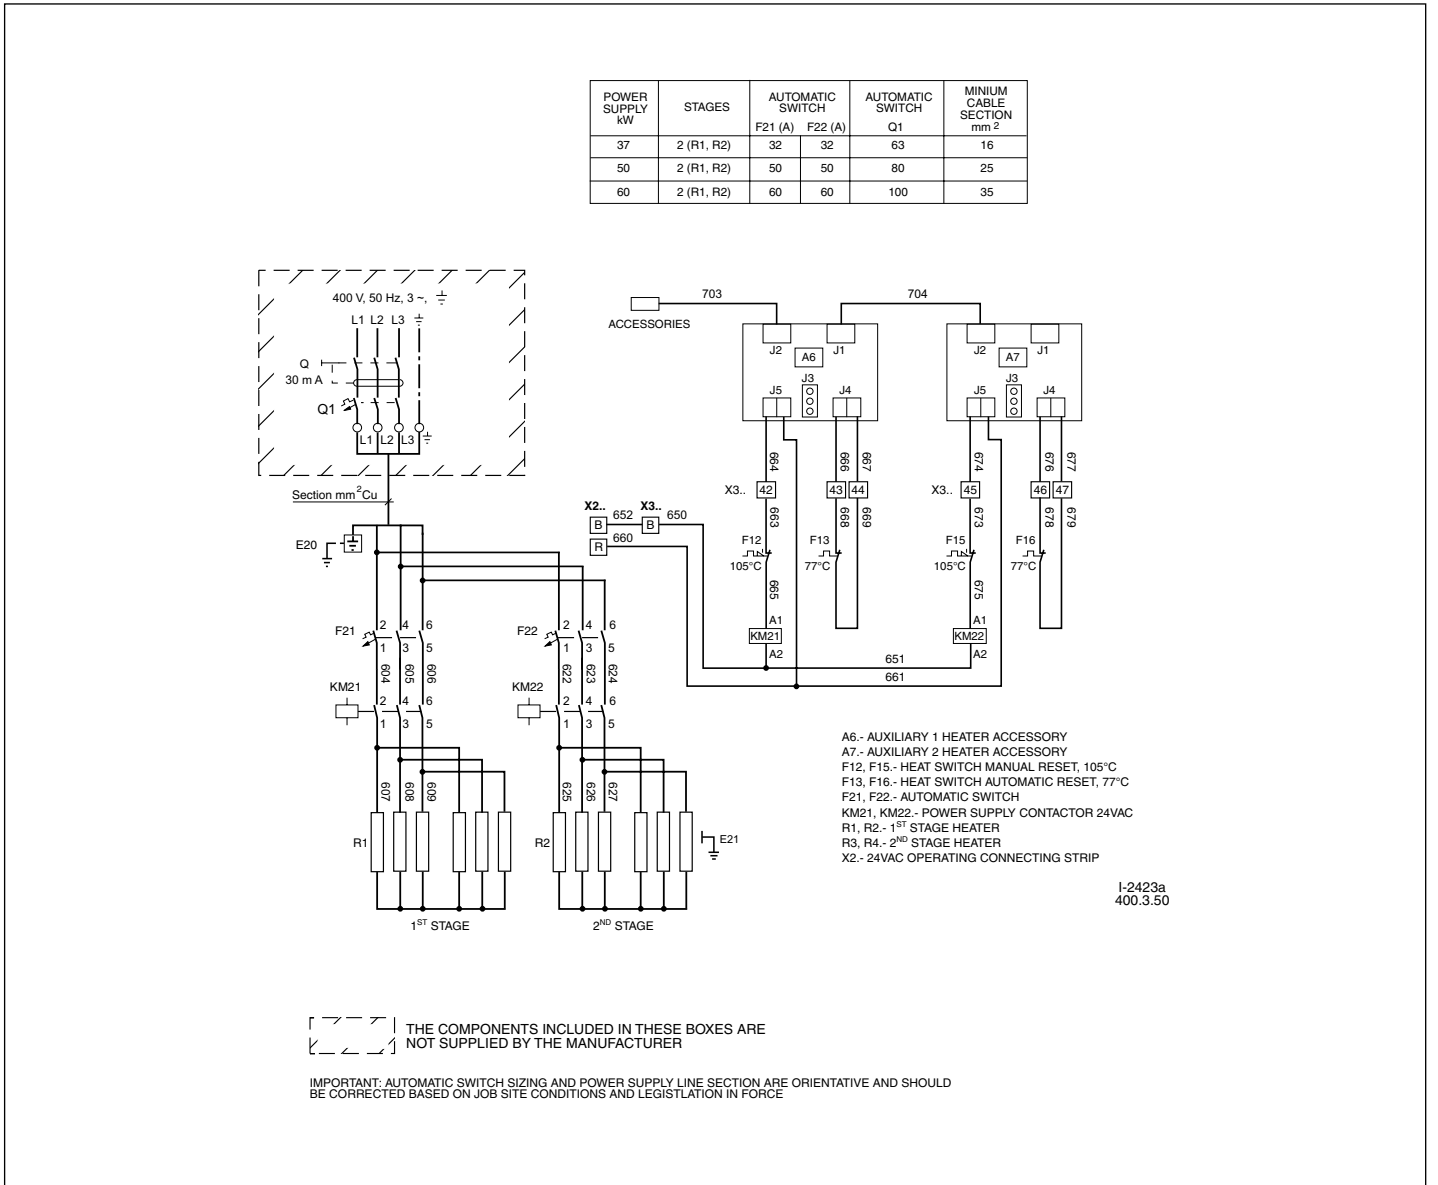 POWER SUPPLY kW
STAGES
AUTOMATIC SWITCH
F21 (A) F22 (A)
AUTOMATIC SWITCH
Q1
MINIUM CABLE SECTION mm 2
37 2 (R1, R2) 32 32 63 16
50 2 (R1, R2) 50 50 80 25
60 2 (R1, R2) 60 60 100 35
400 V, 50 Hz, 3 ~,
L1 L2 L3
Q
30 m A
Q1
L1 L2 L3
Section mm 2 Cu
E20
F21
2 4 6
1 3 5
604 605 606
KM21
2 4 6
1 3 5
607 608 609
R1
1ST STAGE
F22
2 4 6
1 3 5
622 623 624
KM22
2 4 6
1 3 5
625 626 627
R2
E21
2ND STAGE
703
ACCESSORIES
704
J2 J1
A6
J3
J5 J4
J2 J1
A7
J3
J5 J4
664 666 667
X3.. 42 43 44
663 668 669
F12 F13
105°C 77°C
665
A1
KM21
A2
674 676 677
X3.. 45 46 47
673 678 679
F15 F16
105°C 77°C
675
A1
KM22
A2
X2.. X3..
B 652 B 650
R 660
651
661
A6.- AUXILIARY 1 HEATER ACCESSORY
A7.- AUXILIARY 2 HEATER ACCESSORY
F12, F15.- HEAT SWITCH MANUAL RESET, 105°C
F13, F16.- HEAT SWITCH AUTOMATIC RESET, 77°C
F21, F22.- AUTOMATIC SWITCH
KM21, KM22.- POWER SUPPLY CONTACTOR 24VAC
R1, R2.- 1ST STAGE HEATER
R3, R4.- 2ND STAGE HEATER
X2.- 24VAC OPERATING CONNECTING STRIP
I-2423a
400.3.50
THE COMPONENTS INCLUDED IN THESE BOXES ARE
NOT SUPPLIED BY THE MANUFACTURER
IMPORTANT: AUTOMATIC SWITCH SIZING AND POWER SUPPLY LINE SECTION ARE ORIENTATIVE AND SHOULD
BE CORRECTED BASED ON JOB SITE CONDITIONS AND LEGISTLATION IN FORCE